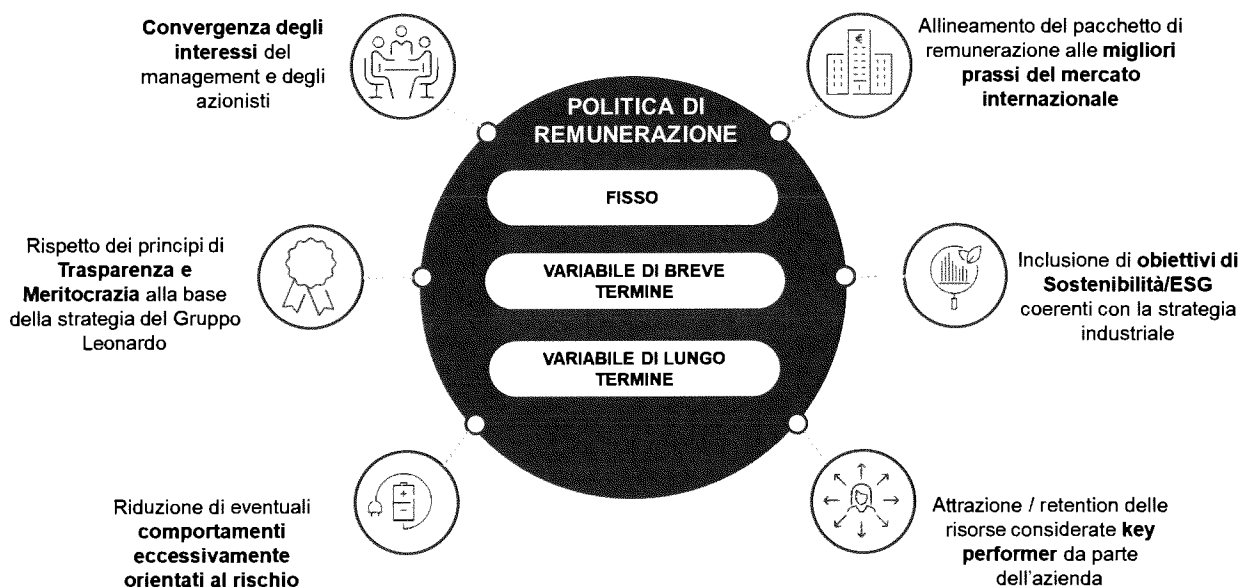 Convergenza degli
interessi del
management e degli
azionisti
Allineamento del pacchetto di
remunerazione alle migliori
prassi del mercato
internazionale
€
POLITICA DI
REMUNERAZIONE
FISSO
VARIABILE DI BREVE
TERMINE
VARIABILE DI LUNGO
TERMINE
Rispetto dei principi di
Trasparenza e
Meritocrazia alla base
della strategia del Gruppo
Leonardo
Inclusione di obiettivi di
Sostenibilità/ESG
coerenti con la strategia
industriale
Riduzione di eventuali
comportamenti
eccessivamente
orientati al rischio
Attrazione / retention delle
risorse considerate key
performer da parte
dell'azienda